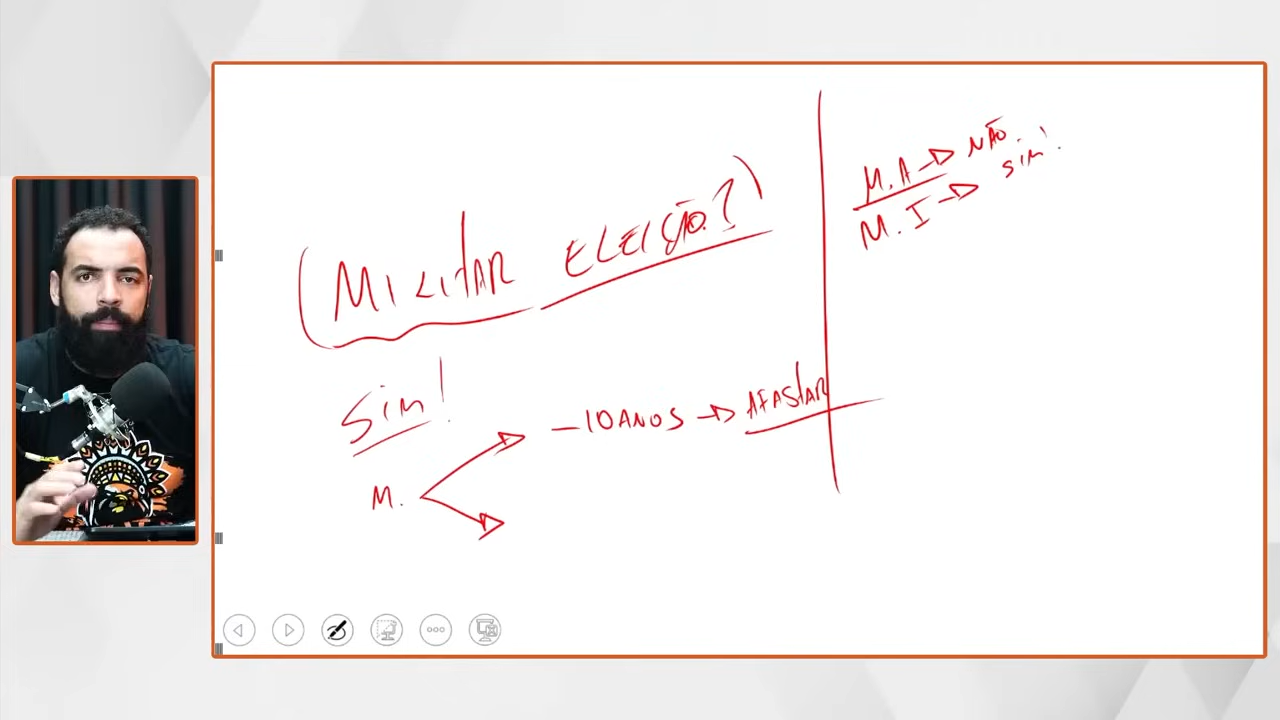 (MILITAR ELEIÇÃO?)
Sim!
M.
-10 ANOS → AFASTAR
M.A → NÃO.
M.I → Sim!